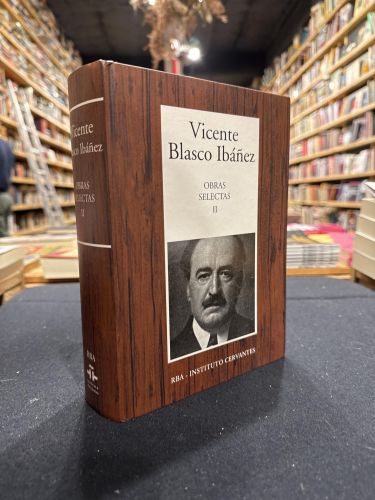 Vicente
Blasco Ibáñez
OBRAS
SELECTAS
II
RBA - INSTITUTO CERVANTES
Vicente
Blasco Ibáñez
OBRAS
SELECTAS
II
RBA